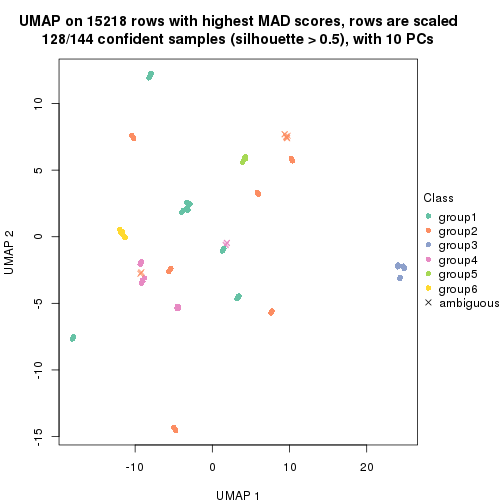 UMAP on 15218 rows with highest MAD scores, rows are scaled
128/144 confident samples (silhouette > 0.5), with 10 PCs
10
5
0
-5
-10
-15
UMAP 2
-10
0
10
20
UMAP 1
Class
group1
group2
group3
group4
group5
group6
ambiguous